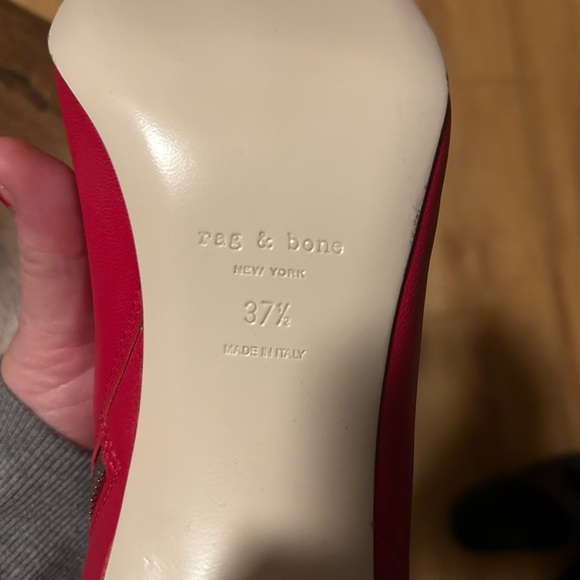 rag & bone
NEW YORK
37½
MADE IN ITALY